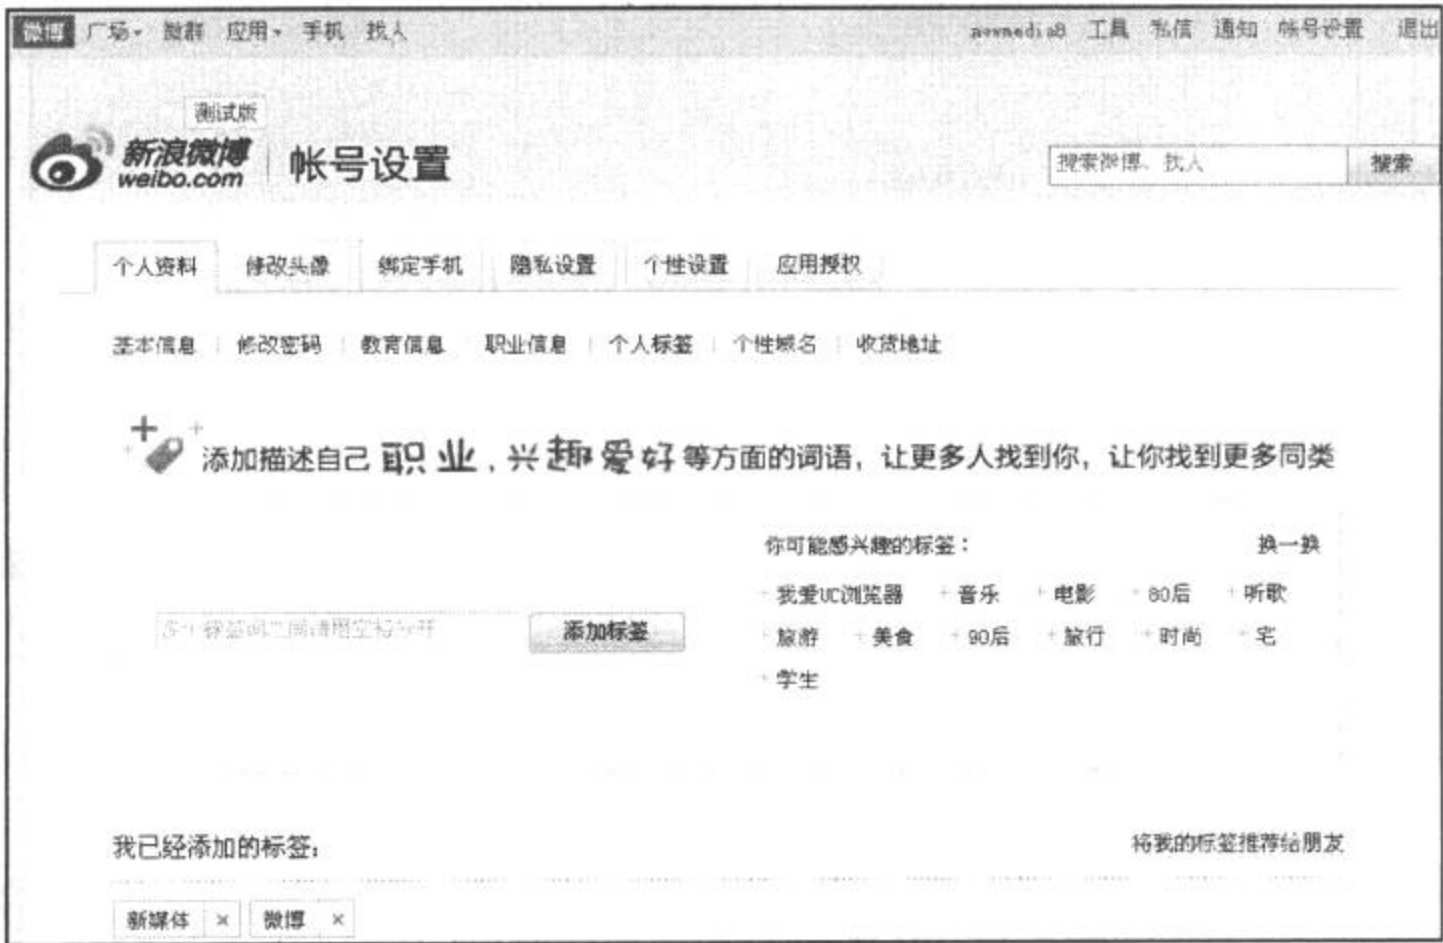 微博 广场 微群 应用 手机 找人 工具 私信 通知 帐号设置 退出
测试版
新浪微博
weibo.com
帐号设置
搜索微博、找人 搜索
个人资料 修改头像 绑定手机 隐私设置 个性设置 应用授权
基本信息 | 修改密码 | 教育信息 职业信息 | 个人标签 | 个性域名 | 收货地址
添加描述自己职业,兴趣爱好等方面的词语,让更多人找到你,让你找到更多同类
你可能感兴趣的标签: 换一换
+ 我爱UC浏览器 + 音乐 + 电影 + 80后 + 听歌
添加标签
+ 旅游 + 美食 + 90后 + 旅行 + 时尚 + 宅
+ 学生
我已经添加的标签: 将我的标签推荐给朋友
新媒体 × 微博 ×